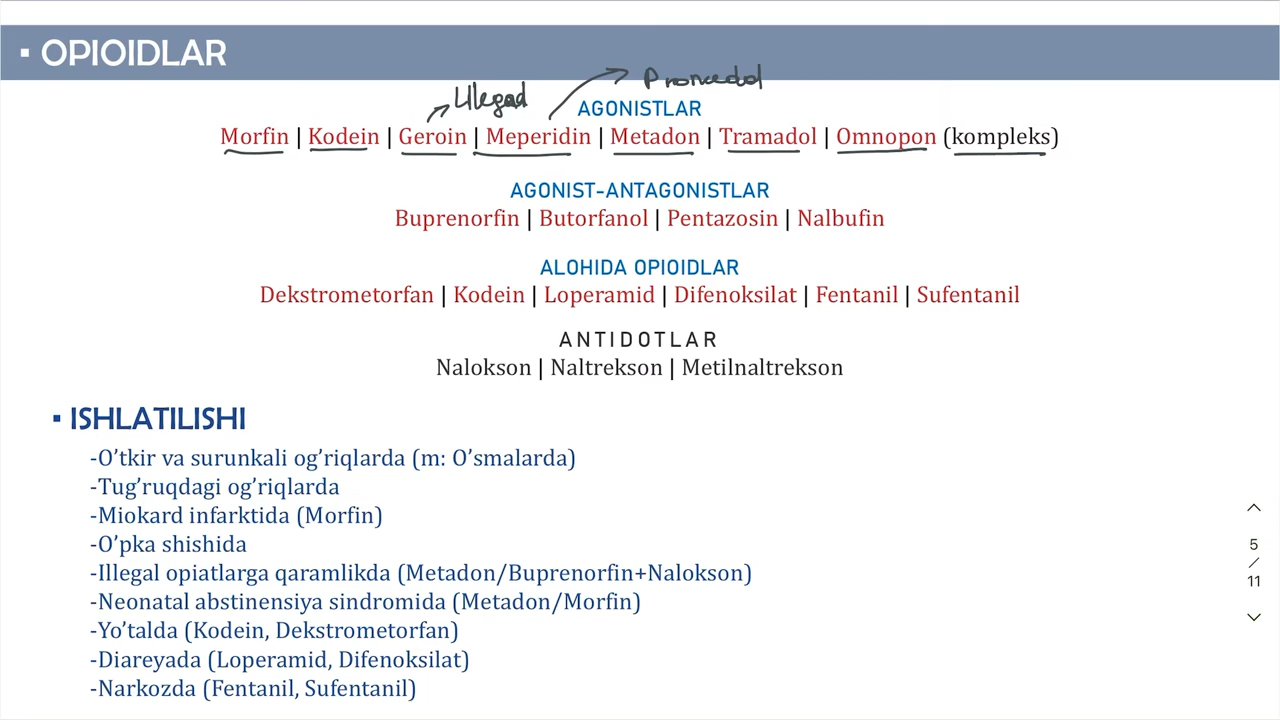 ▪ OPIOIDLAR
Illegal
Promedol
AGONISTLAR
Morfin | Kodein | Geroin | Meperidin | Metadon | Tramadol | Omnopon (kompleks)
AGONIST-ANTAGONISTLAR
Buprenorfin | Butorfanol | Pentazosin | Nalbufin
ALOHIDA OPIOIDLAR
Dekstrometorfan | Kodein | Loperamid | Difenoksilat | Fentanil | Sufentanil
ANTIDOTLAR
Nalokson | Naltrekson | Metilnaltrekson
▪ ISHLATILISHI
-O’tkir va surunkali og’riqlarda (m: O’smalarda)
-Tug’ruqdagi og’riqlarda
-Miokard infarktida (Morfin)
-O’pka shishida
-Illegal opiatlarga qaramlikda (Metadon/Buprenorfin+Nalokson)
-Neonatal abstinensiya sindromida (Metadon/Morfin)
-Yo’talda (Kodein, Dekstrometorfan)
-Diareyada (Loperamid, Difenoksilat)
-Narkozda (Fentanil, Sufentanil)
5
/
11